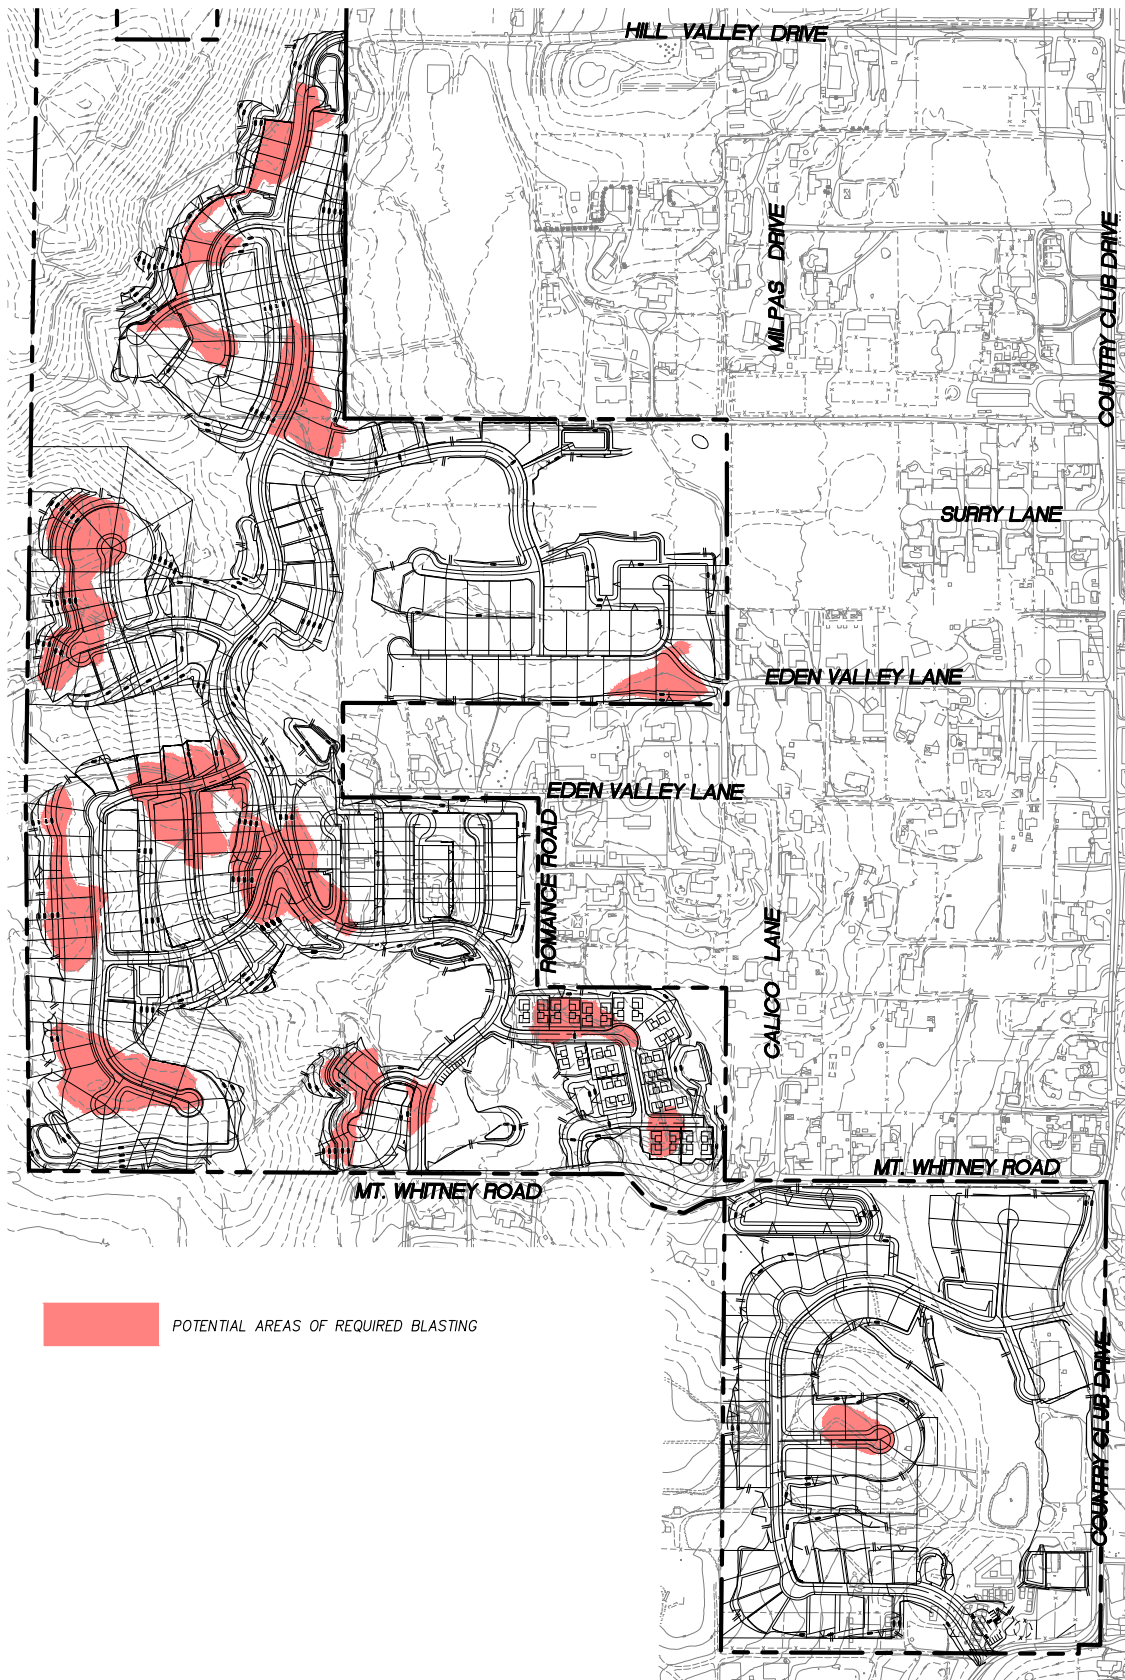 HILL VALLEY DRIVE
MILPAS DRIVE
COUNTRY CLUB DRIVE
SURRY LANE
EDEN VALLEY LANE
EDEN VALLEY LANE
ROMANCE ROAD
CALICO LANE
MT. WHITNEY ROAD
MT. WHITNEY ROAD
POTENTIAL AREAS OF REQUIRED BLASTING
COUNTRY CLUB DRIVE